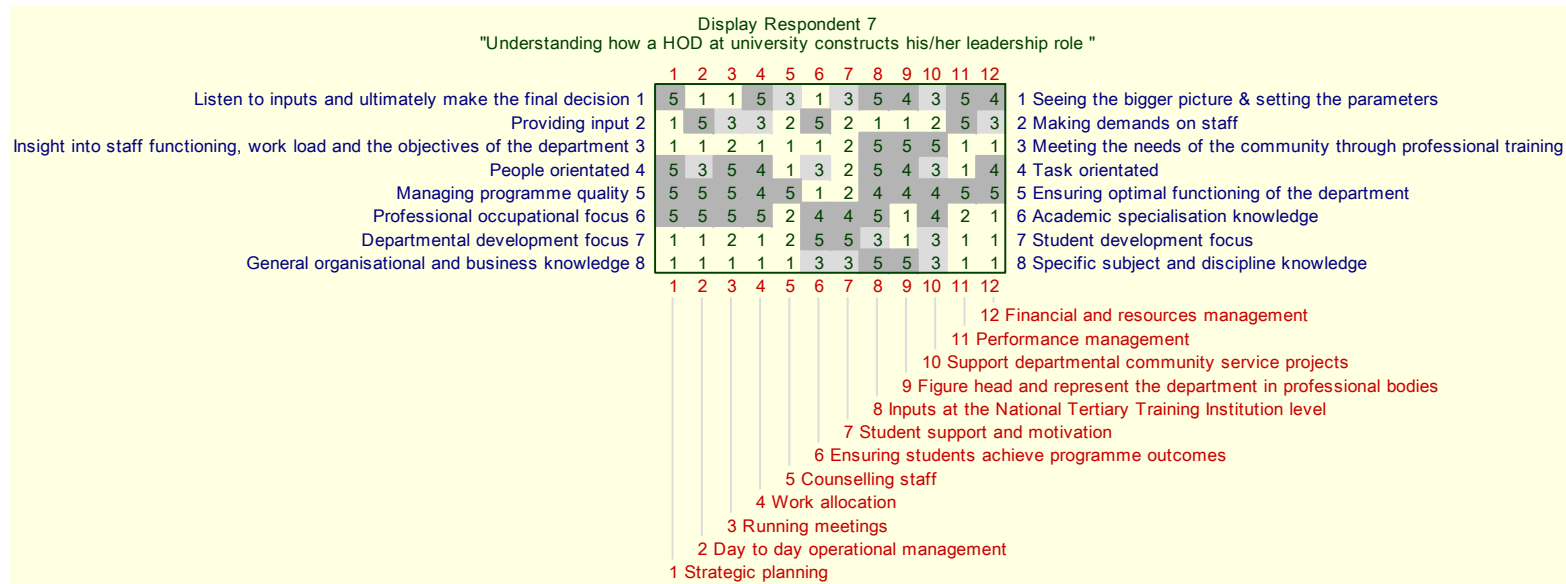 Display Respondent 7
"Understanding how a HOD at university constructs his/her leadership role "
1 2 3 4 5 6 7 8 9 10 11 12
Listen to inputs and ultimately make the final decision 1 5 1 1 5 3 1 3 5 4 3 5 4 1 Seeing the bigger picture & setting the parameters
Providing input 2 1 5 3 3 2 5 2 1 1 2 5 3 2 Making demands on staff
Insight into staff functioning, work load and the objectives of the department 3 1 1 2 1 1 1 2 5 5 5 1 1 3 Meeting the needs of the community through professional training
People orientated 4 5 3 5 4 1 3 2 5 4 3 1 4 4 Task orientated
Managing programme quality 5 5 5 5 4 5 1 2 4 4 4 5 5 5 Ensuring optimal functioning of the department
Professional occupational focus 6 5 5 5 5 2 4 4 5 1 4 2 1 6 Academic specialisation knowledge
Departmental development focus 7 1 1 2 1 2 5 5 3 1 3 1 1 7 Student development focus
General organisational and business knowledge 8 1 1 1 1 1 3 3 5 5 3 1 1 8 Specific subject and discipline knowledge
1 2 3 4 5 6 7 8 9 10 11 12
12 Financial and resources management
11 Performance management
10 Support departmental community service projects
9 Figure head and represent the department in professional bodies
8 Inputs at the National Tertiary Training Institution level
7 Student support and motivation
6 Ensuring students achieve programme outcomes
5 Counselling staff
4 Work allocation
3 Running meetings
2 Day to day operational management
1 Strategic planning